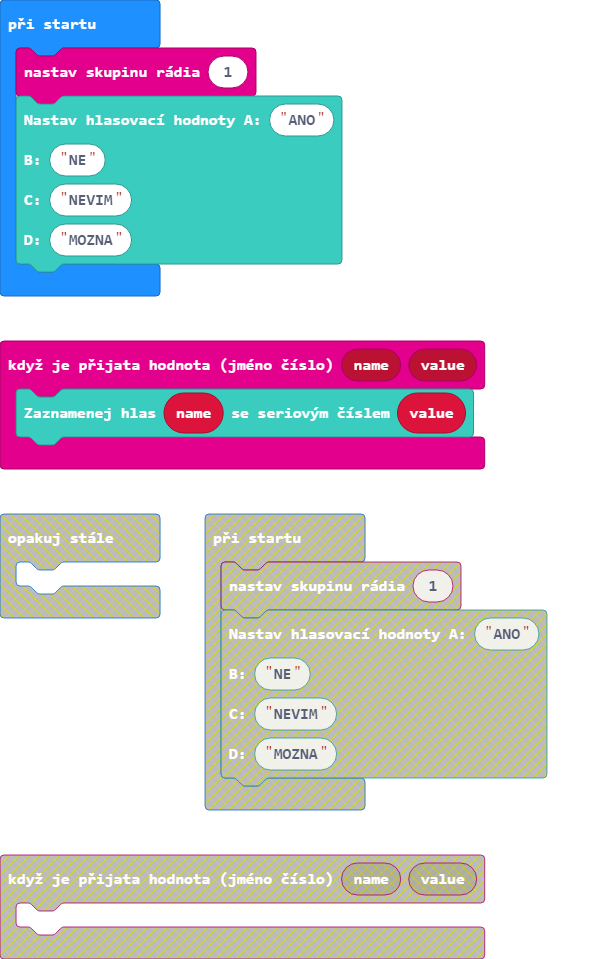 při startu
nastav skupinu rádia 1
Nastav hlasovací hodnoty A: "ANO"
B: "NE"
C: "NEVIM"
D: "MOZNA"
když je přijata hodnota (jméno číslo) name value
Zaznamenej hlas name se seriovým číslem value
opakuj stále
při startu
nastav skupinu rádia 1
Nastav hlasovací hodnoty A: "ANO"
B: "NE"
C: "NEVIM"
D: "MOZNA"
když je přijata hodnota (jméno číslo) name value